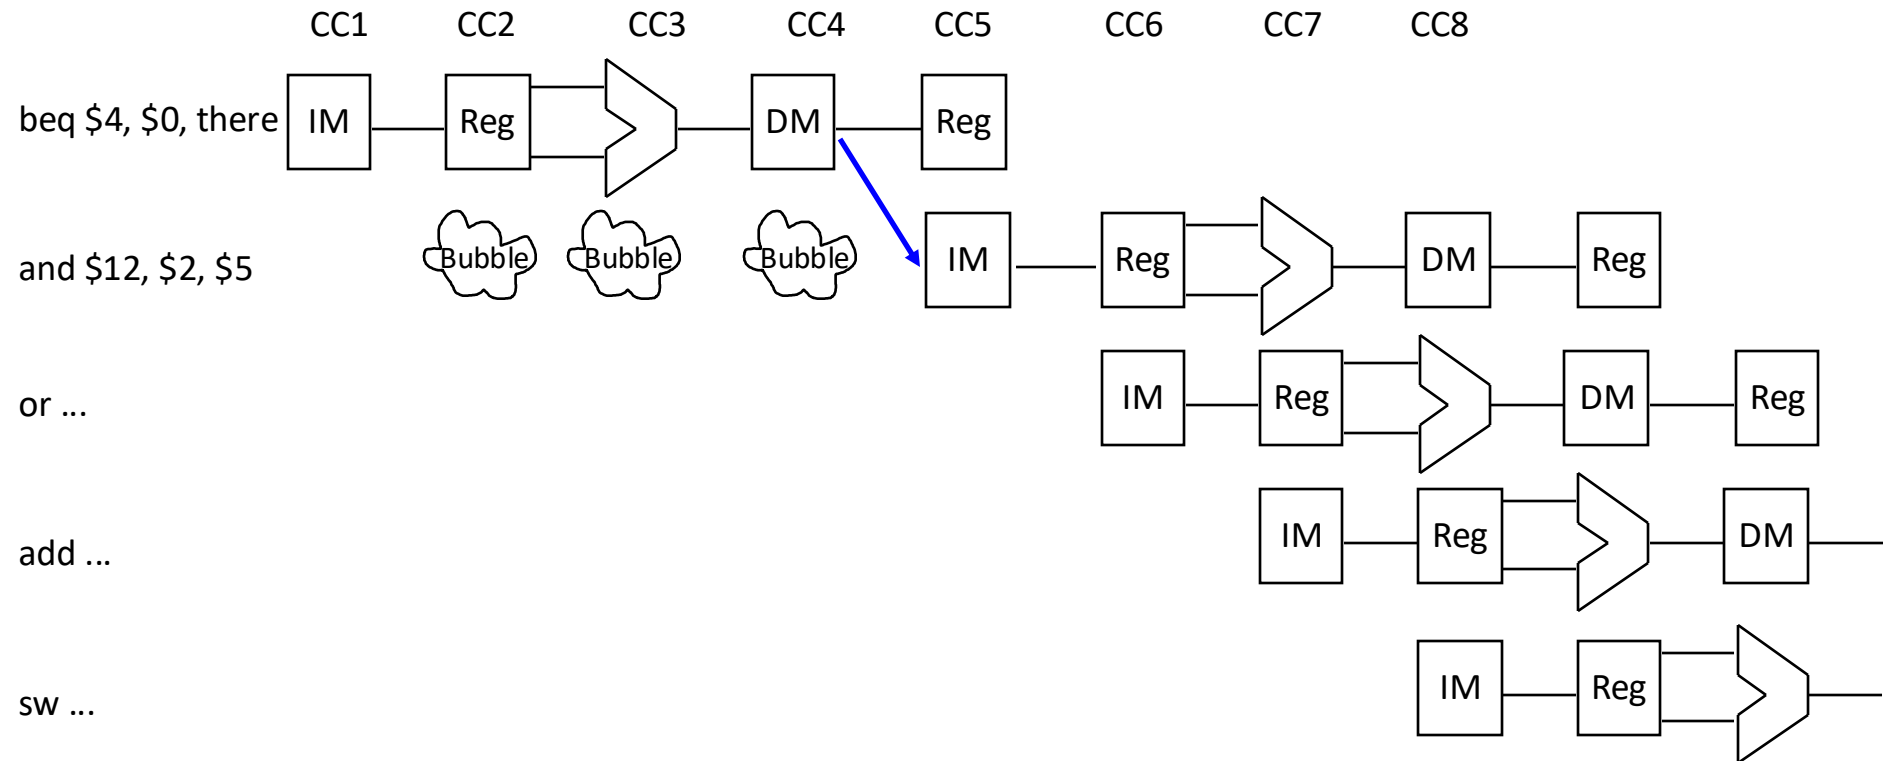 CC1 CC2 CC3 CC4 CC5 CC6 CC7 CC8
beq $4, $0, there IM Reg DM Reg
and $12, $2, $5 Bubble Bubble Bubble IM Reg DM Reg
or ... IM Reg DM Reg
add ... IM Reg DM
sw ... IM Reg